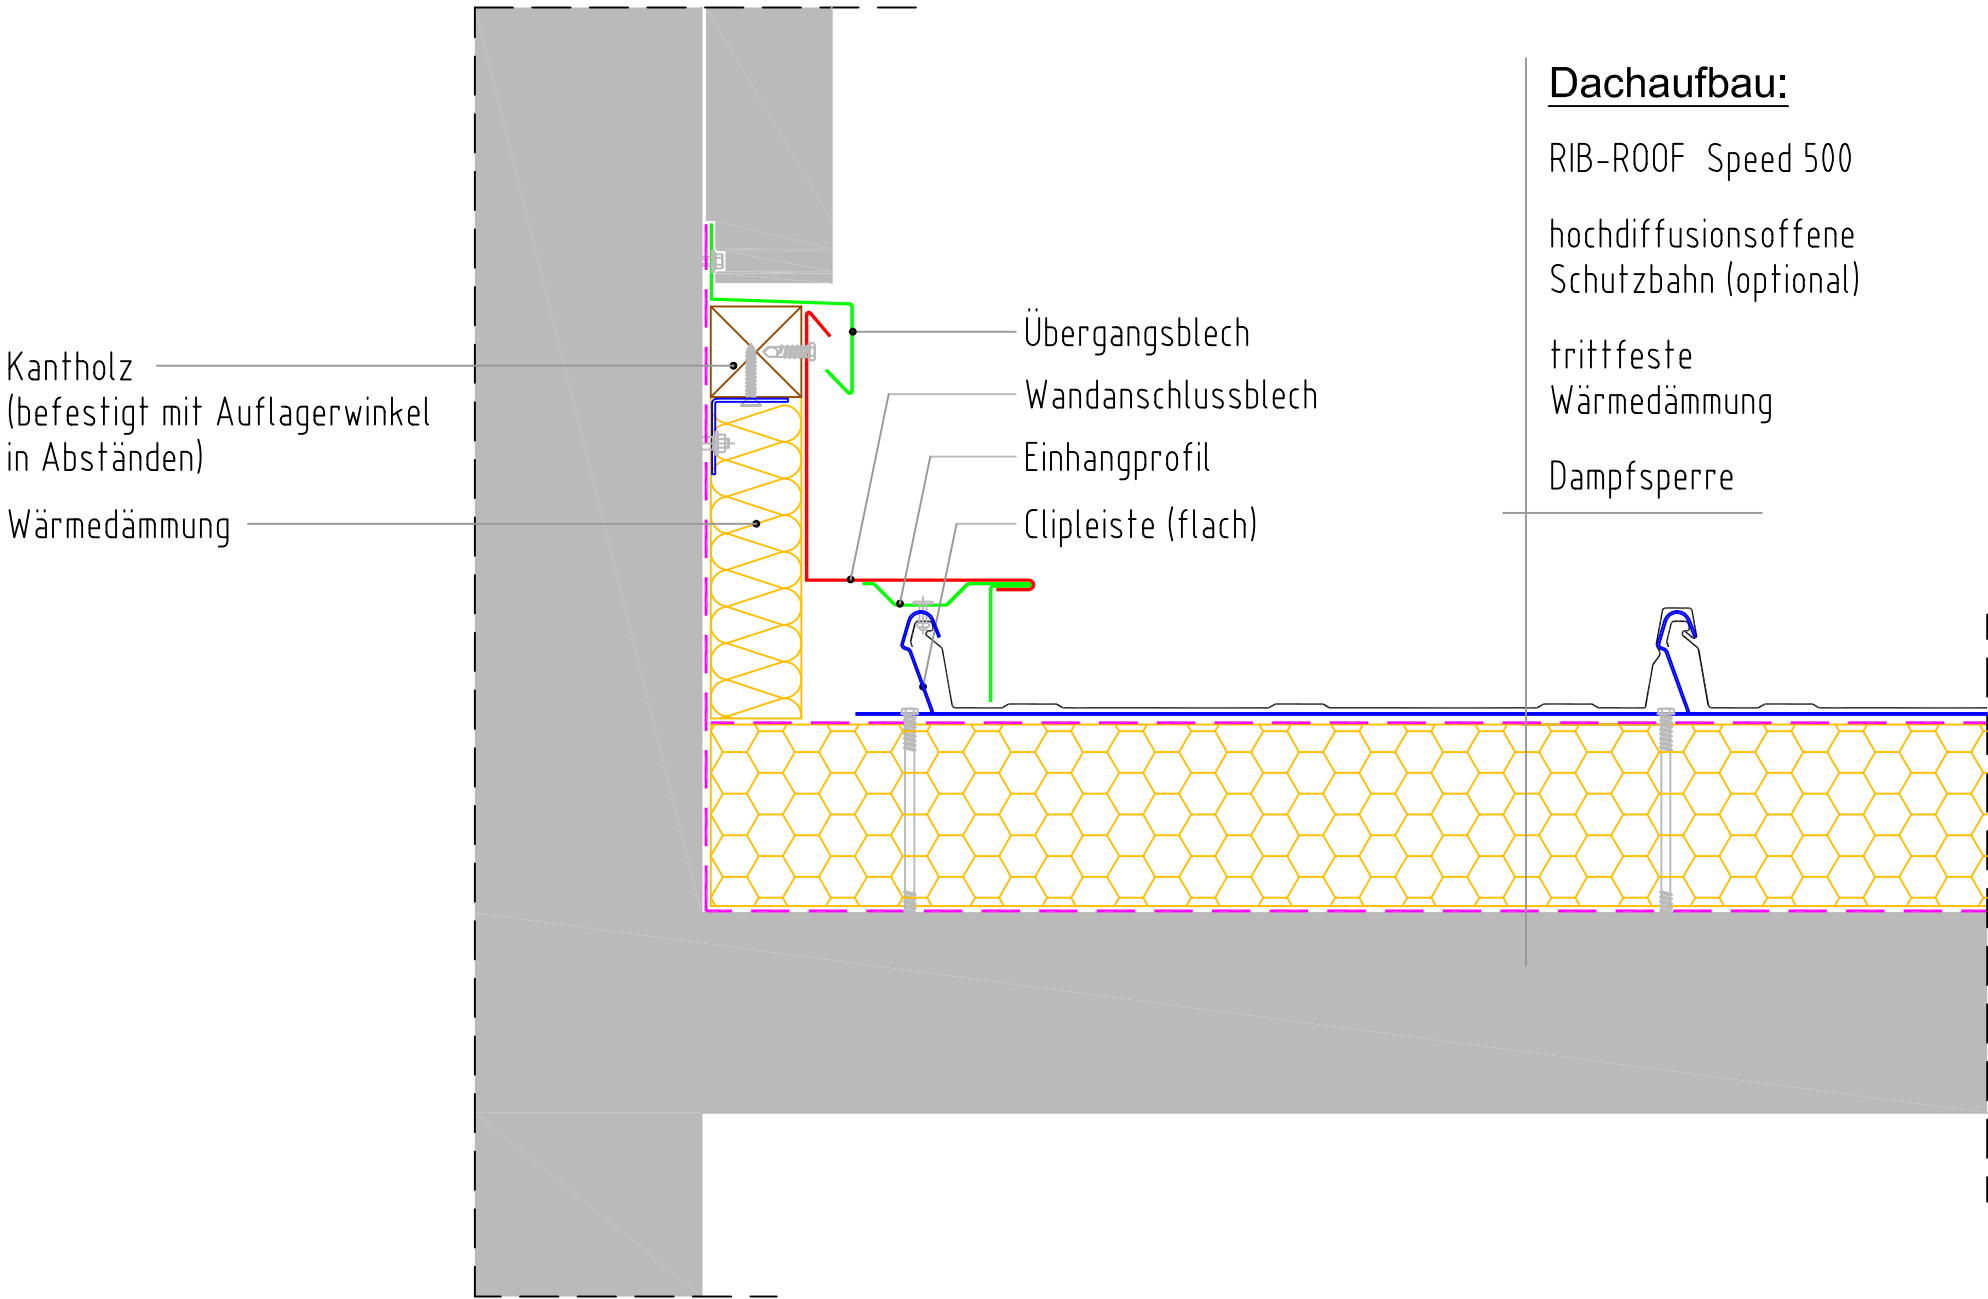 Dachaufbau:
RIB-ROOF Speed 500
hochdiffusionsoffene
Schutzbahn (optional)
trittfeste
Wärmedämmung
Dampfsperre
Übergangsblech
Wandanschlussblech
Einhangprofil
Clipleiste (flach)
Kantholz
(befestigt mit Auflagerwinkel
in Abständen)
Wärmedämmung